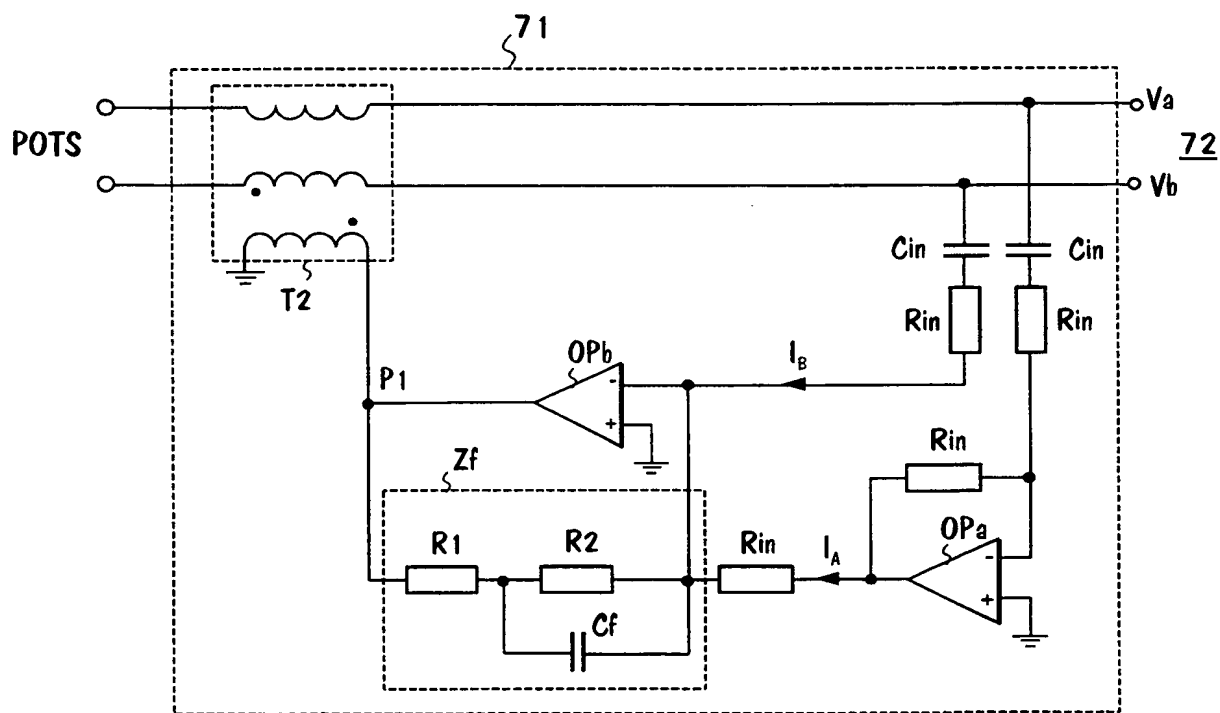 71
Va
POTS
72
Vb
T2
Cin
Cin
Rin
Rin
OPb
IB
P1
-
+
Zf
Rin
OPa
R1
R2
Rin
IA
-
+
Cf